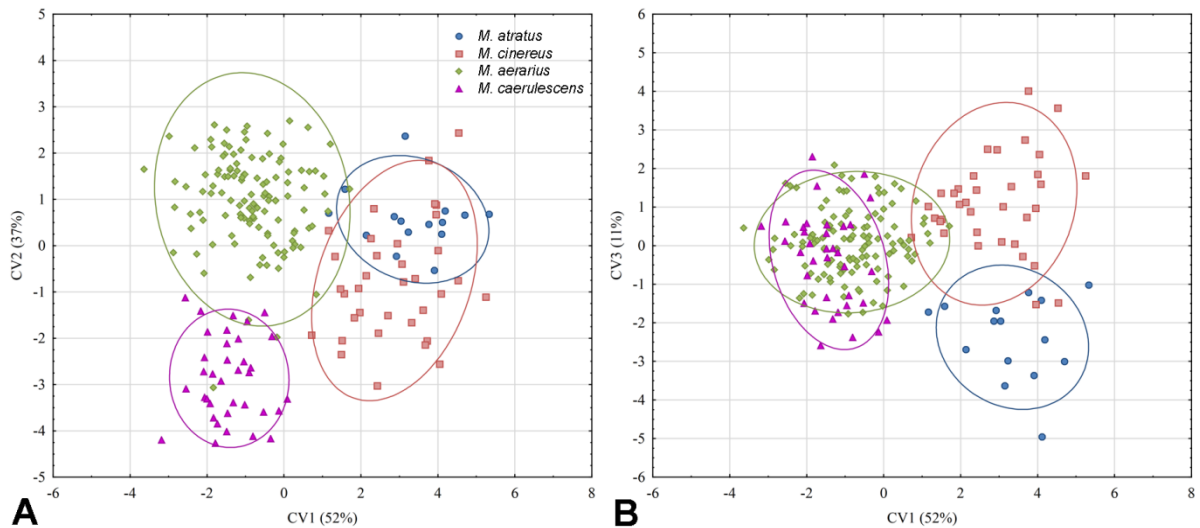 5
4
3
2
1
0
-1
-2
-3
-4
-5
CV2 (37%)
-6 -4 -2 0 2 4 6 8
CV1 (52%)
A
M. atratus
M. cinereus
M. aerarius
M. caerulescens
6
5
4
3
2
1
0
-1
-2
-3
-4
-5
-6
CV3 (11%)
-6 -4 -2 0 2 4 6 8
CV1 (52%)
B